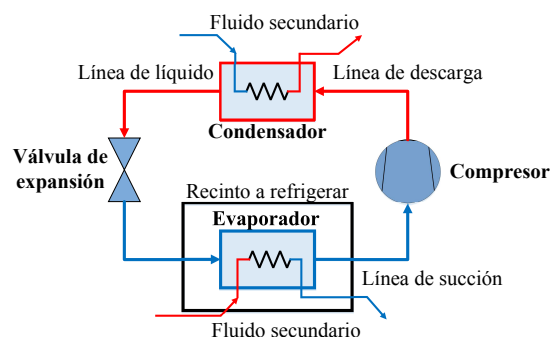 Fluido secundario
Línea de líquido
Línea de descarga
Condensador
Válvula de
expansión
Compresor
Recinto a refrigerar
Evaporador
Línea de succión
Fluido secundario